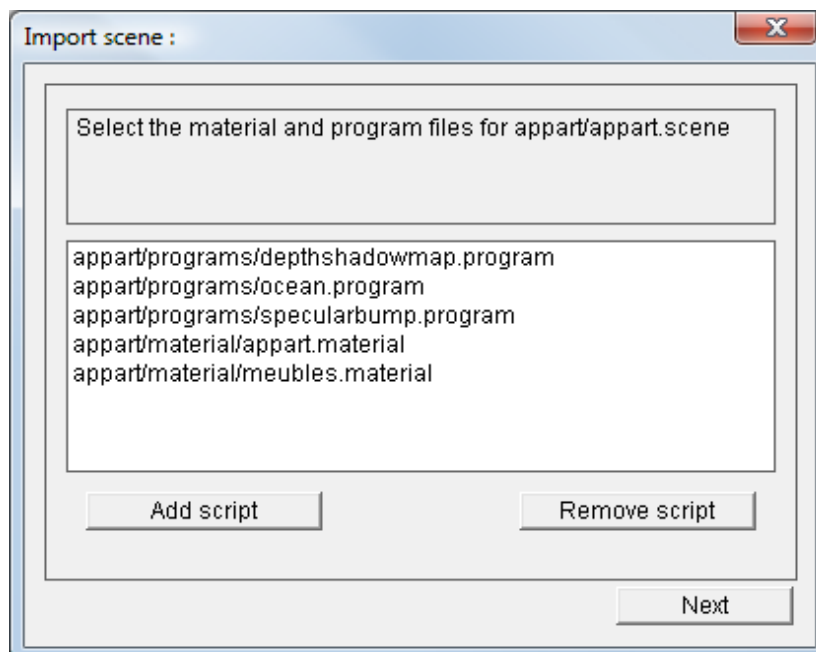 Import scene :
Select the material and program files for appart/appart.scene
appart/programs/depthshadowmap.program
appart/programs/ocean.program
appart/programs/specularbump.program
appart/material/appart.material
appart/material/meubles.material
Add script
Remove script
Next